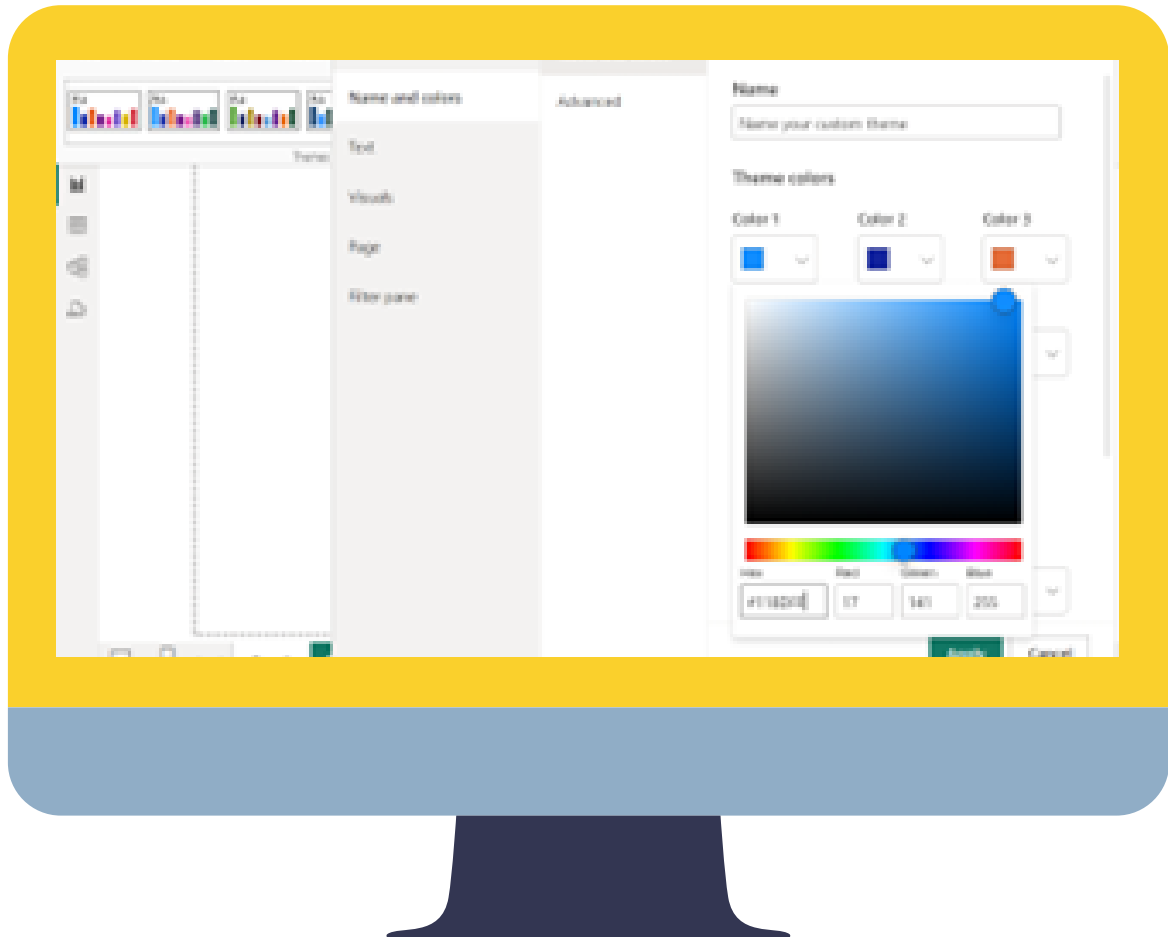 Name and colors
Text
Visuals
Page
Filter pane
Advanced
Name
Name your custom theme
Theme colors
Color 1 Color 2 Color 3
Hex Red Green Blue
#118DFF 17 141 255
Apply Cancel